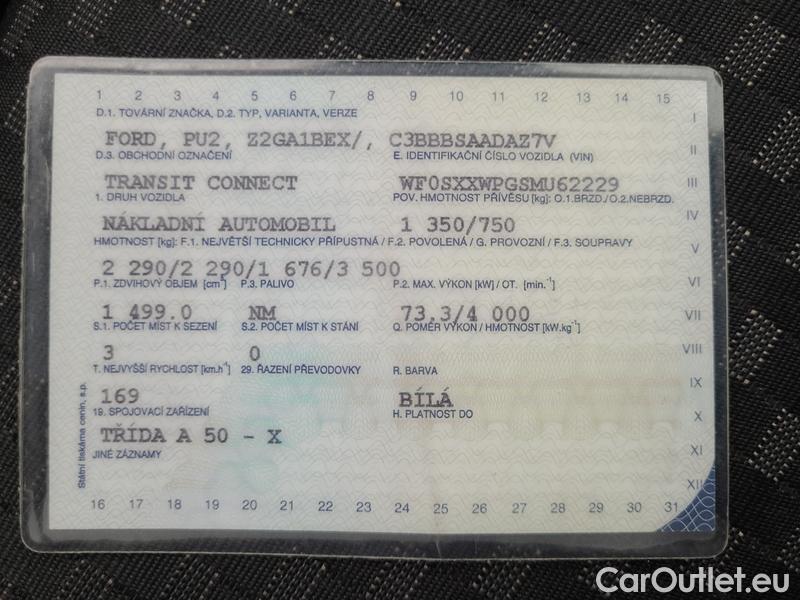 1 2 3 4 5 6 7 8 9 10 11 12 13 14 15
D.1. TOVÁRNÍ ZNAČKA, D.2. TYP, VARIANTA, VERZE I
FORD, PU2, Z2GA1BEX/, C3BBBSAADAZ7V
D.3. OBCHODNÍ OZNAČENÍ E. IDENTIFIKAČNÍ ČÍSLO VOZIDLA (VIN) II
TRANSIT CONNECT WF0SXXWPGSMU62229 III
1. DRUH VOZIDLA POV. HMOTNOST PŘÍVĚSU [kg]: O.1.BRZD./O.2.NEBRZD.
NÁKLADNÍ AUTOMOBIL 1 350/750 IV
HMOTNOST [kg]: F.1. NEJVĚTŠÍ TECHNICKY PŘÍPUSTNÁ / F.2. POVOLENÁ / G. PROVOZNÍ / F.3. SOUPRAVY V
2 290/2 290/1 676/3 500
P.1. ZDVIHOVÝ OBJEM [cm³] P.3. PALIVO P.2. MAX. VÝKON [kW] / OT. [min.⁻¹] VI
1 499.0 NM 73.3/4 000 VII
S.1. POČET MÍST K SEZENÍ S.2. POČET MÍST K STÁNÍ Q. POMĚR VÝKON / HMOTNOST [kW.kg⁻¹]
3 0 VIII
T. NEJVYŠŠÍ RYCHLOST [km.h⁻¹] 29. ŘAZENÍ PŘEVODOVKY R. BARVA
169 BÍLÁ IX
19. SPOJOVACÍ ZAŘÍZENÍ H. PLATNOST DO X
TŘÍDA A 50 - X
JINÉ ZÁZNAMY XI
XII
16 17 18 19 20 21 22 23 24 25 26 27 28 29 30 31
Státní tiskárna cenin, s.p.
CarOutlet.eu